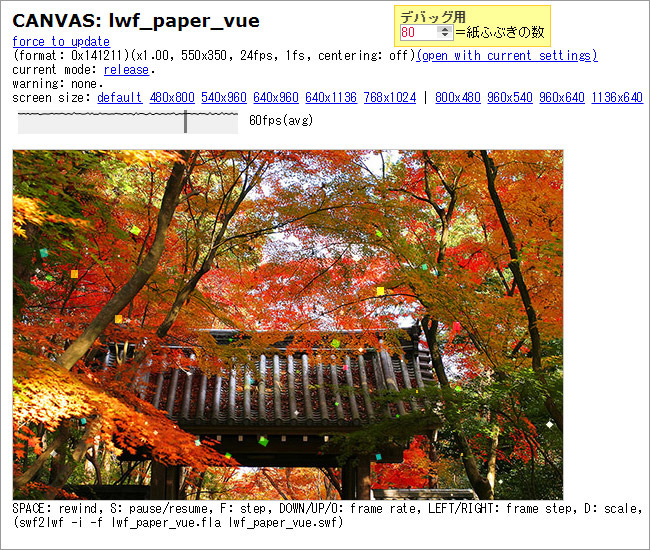 CANVAS: lwf_paper_vue
デバッグ用
80 =紙ふぶきの数
force to update
(format: 0x141211)(x1.00, 550x350, 24fps, 1fs, centering: off)(open with current settings)
current mode: release.
warning: none.
screen size: default 480x800 540x960 640x960 640x1136 768x1024 | 800x480 960x540 960x640 1136x640
60fps(avg)
SPACE: rewind, S: pause/resume, F: step, DOWN/UP/0: frame rate, LEFT/RIGHT: frame step, D: scale,
(swf2lwf -i -f lwf_paper_vue.fla lwf_paper_vue.swf)